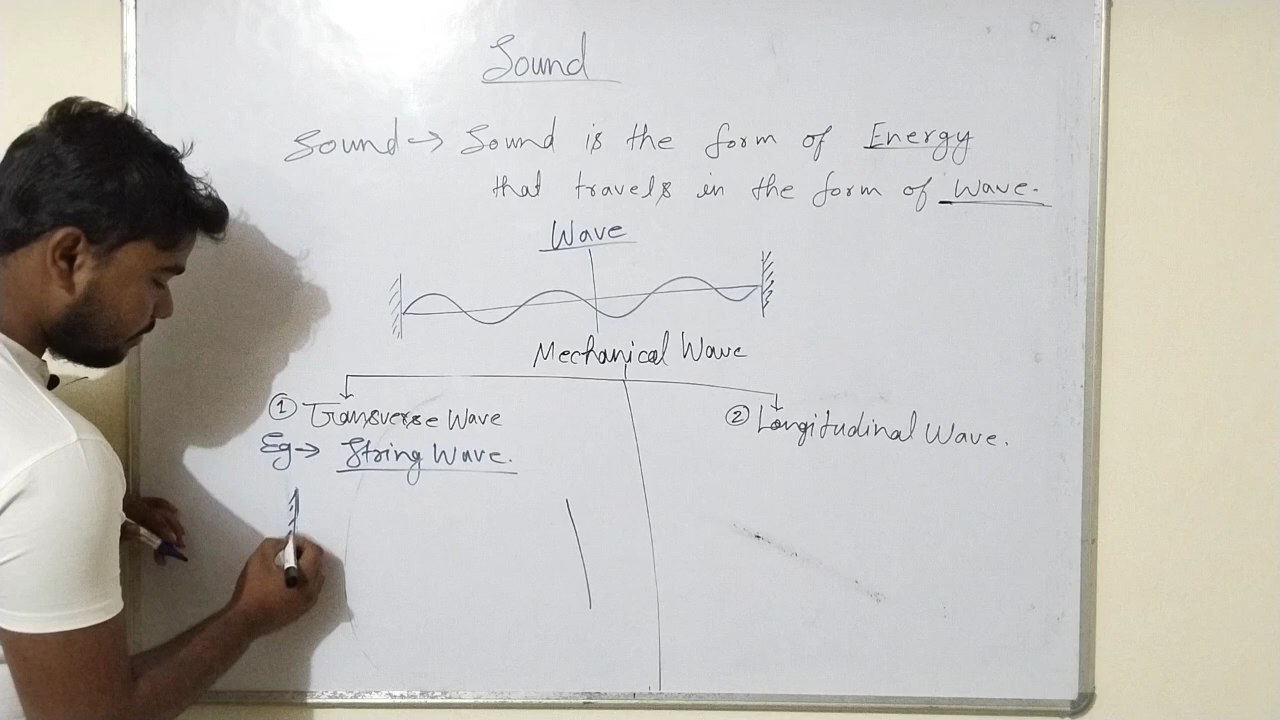 Sound
Sound → Sound is the form of Energy
that travels in the form of Wave.
Wave
Mechanical Wave
① Transverse Wave
Eg → String Wave.
② Longitudinal Wave.